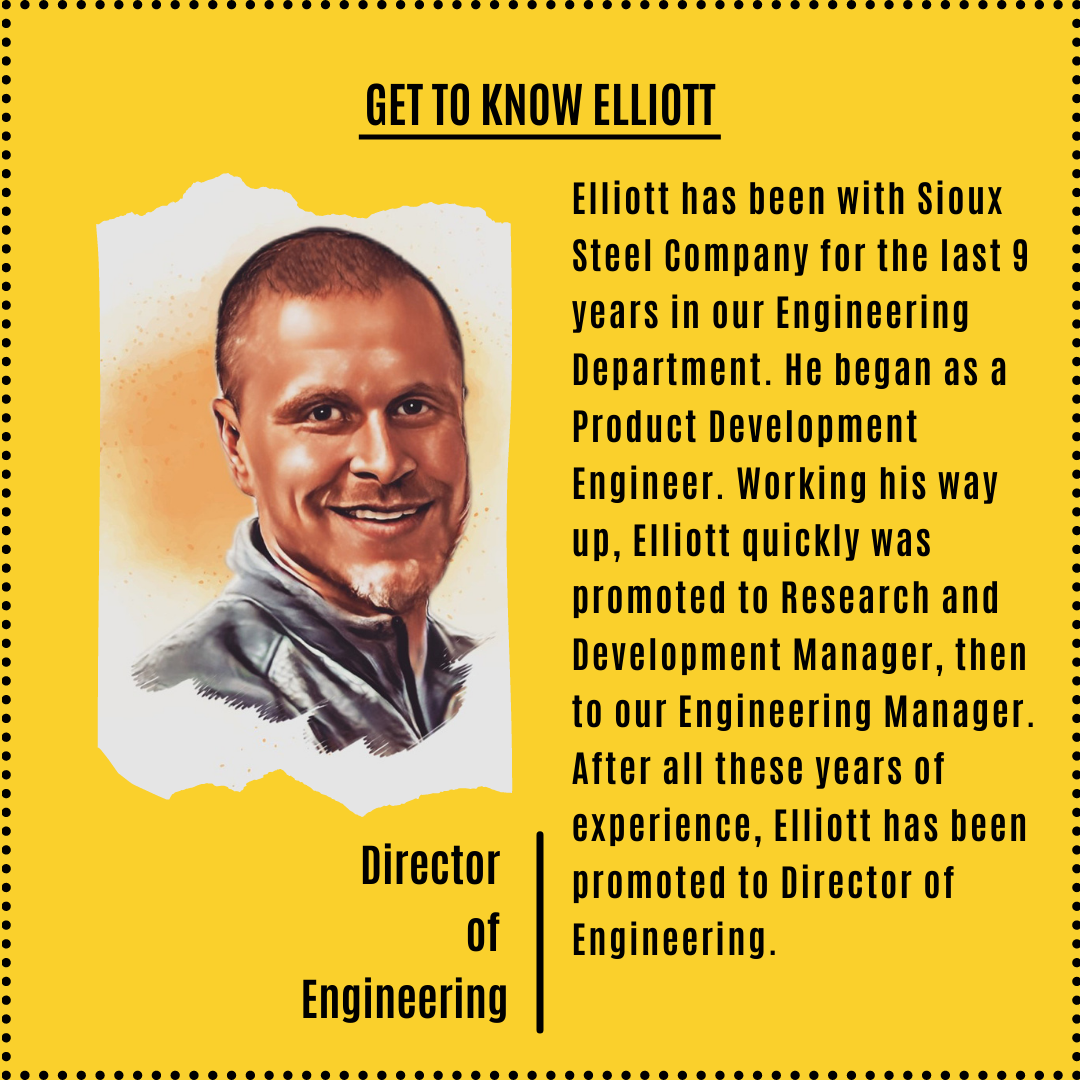 GET TO KNOW ELLIOTT
Elliott has been with Sioux
Steel Company for the last 9
years in our Engineering
Department. He began as a
Product Development
Engineer. Working his way
up, Elliott quickly was
promoted to Research and
Development Manager, then
to our Engineering Manager.
After all these years of
experience, Elliott has been
promoted to Director of
Engineering.
Director
of
Engineering